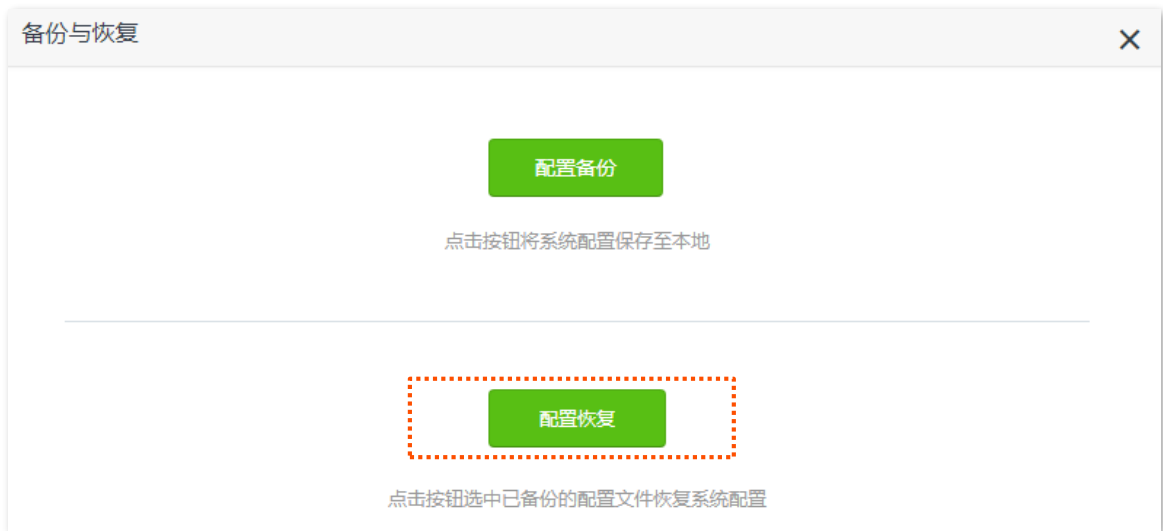 备份与恢复
配置备份
点击按钮将系统配置保存至本地
配置恢复
点击按钮选中已备份的配置文件恢复系统配置